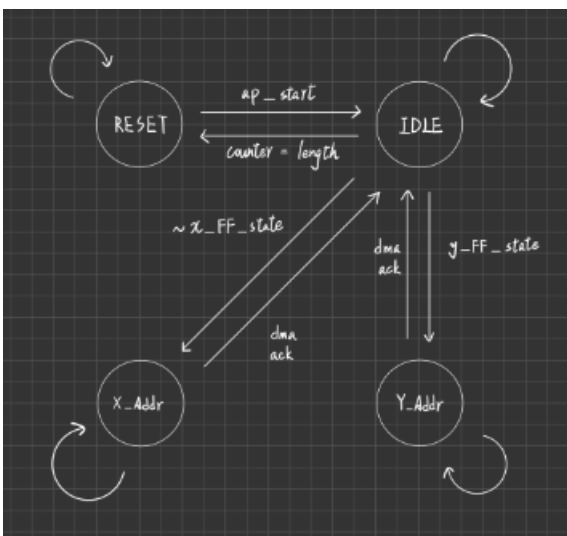 ap_start
RESET
IDLE
counter = length
~x_FF_state
dma
ack
y_FF_state
dma
ack
X_Addr
Y_Addr